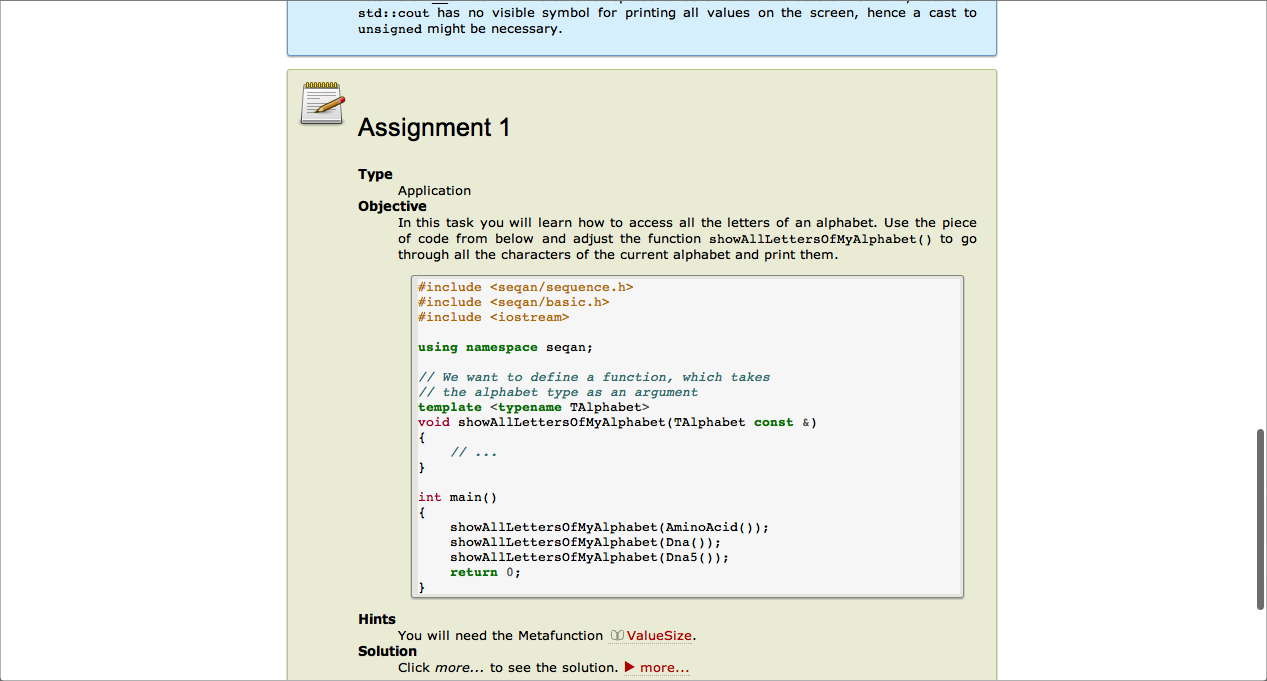 std::cout has no visible symbol for printing all values on the screen, hence a cast to
unsigned might be necessary.
Assignment 1
Type
Application
Objective
In this task you will learn how to access all the letters of an alphabet. Use the piece
of code from below and adjust the function showAllLettersOfMyAlphabet() to go
through all the characters of the current alphabet and print them.
#include <seqan/sequence.h>
#include <seqan/basic.h>
#include <iostream>
using namespace seqan;
// We want to define a function, which takes
// the alphabet type as an argument
template <typename TAlphabet>
void showAllLettersOfMyAlphabet(TAlphabet const &)
{
    // ...
}
int main()
{
    showAllLettersOfMyAlphabet(AminoAcid());
    showAllLettersOfMyAlphabet(Dna());
    showAllLettersOfMyAlphabet(Dna5());
    return 0;
}
Hints
You will need the Metafunction ValueSize.
Solution
Click more... to see the solution. ▶ more...